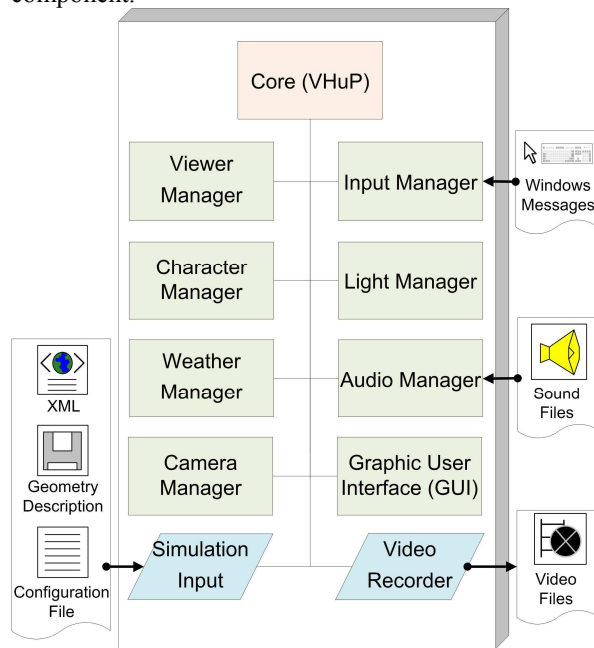 component.
Core (VHuP)
Viewer
Manager
Input Manager
Windows
Messages
Character
Manager
Light Manager
XML
Weather
Manager
Audio Manager
Sound
Files
Geometry
Description
Camera
Manager
Graphic User
Interface (GUI)
Configuration
File
Simulation
Input
Video
Recorder
Video
Files